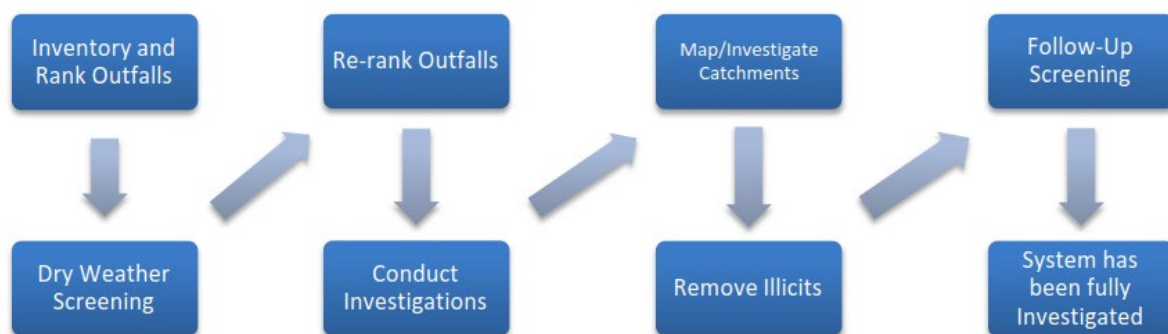 Inventory and
Rank Outfalls
Dry Weather
Screening
Re-rank Outfalls
Conduct
Investigations
Map/Investigate
Catchments
Remove Illicits
Follow-Up
Screening
System has
been fully
Investigated